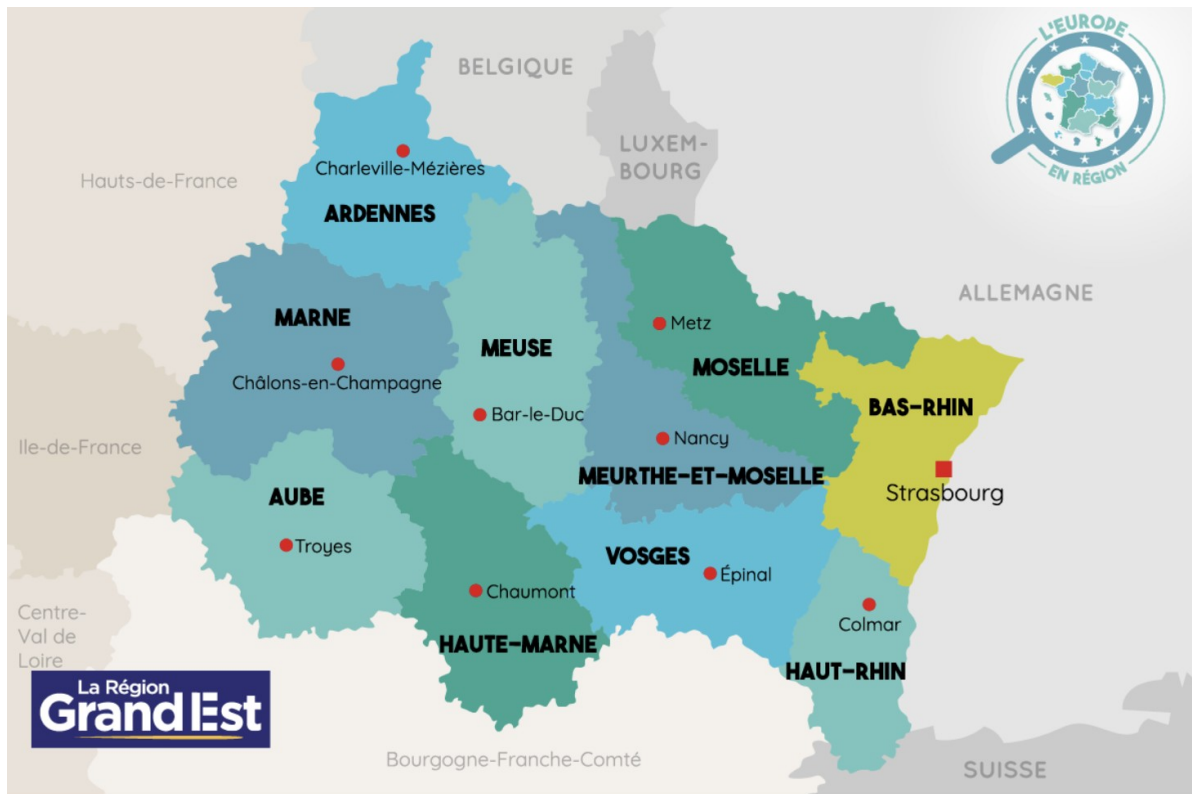 L'EUROPE
EN RÉGION
BELGIQUE
LUXEM-
BOURG
Hauts-de-France
Charleville-Mézières
ARDENNES
ALLEMAGNE
MARNE
Metz
MEUSE
MOSELLE
Châlons-en-Champagne
BAS-RHIN
Bar-le-Duc
Ile-de-France
Nancy
MEURTHE-ET-MOSELLE
AUBE
Strasbourg
Troyes
VOSGES
Épinal
Chaumont
Centre-
Val de
Loire
Colmar
HAUTE-MARNE
HAUT-RHIN
La Région
Grand Est
Bourgogne-Franche-Comté
SUISSE